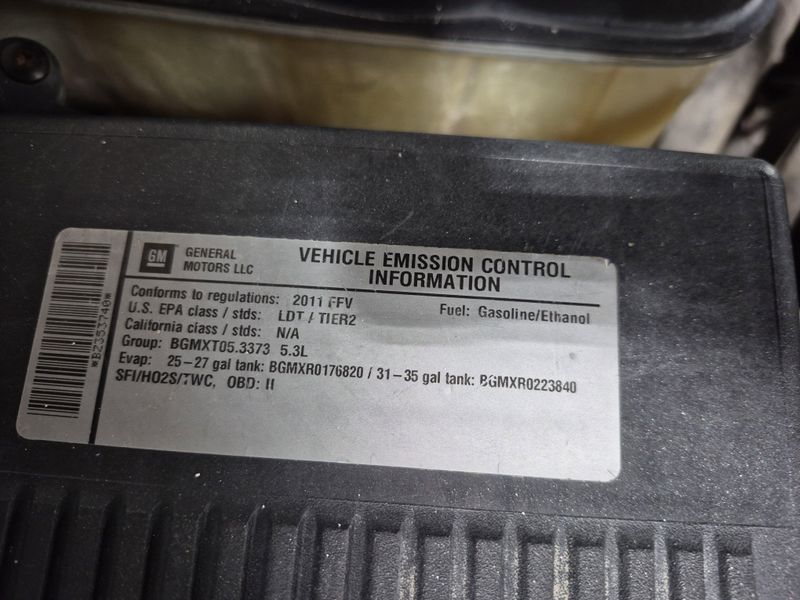 GM
GENERAL
MOTORS LLC
VEHICLE EMISSION CONTROL
INFORMATION
Conforms to regulations: 2011 FFV
Fuel: Gasoline/Ethanol
U.S. EPA class / stds: LDT / TIER2
California class / stds: N/A
Group: BGMXT05.3373 5.3L
Evap: 25-27 gal tank: BGMXR0176820 / 31-35 gal tank: BGMXR0223840
SFI/HO2S/TWC, OBD: II
*B2353740*